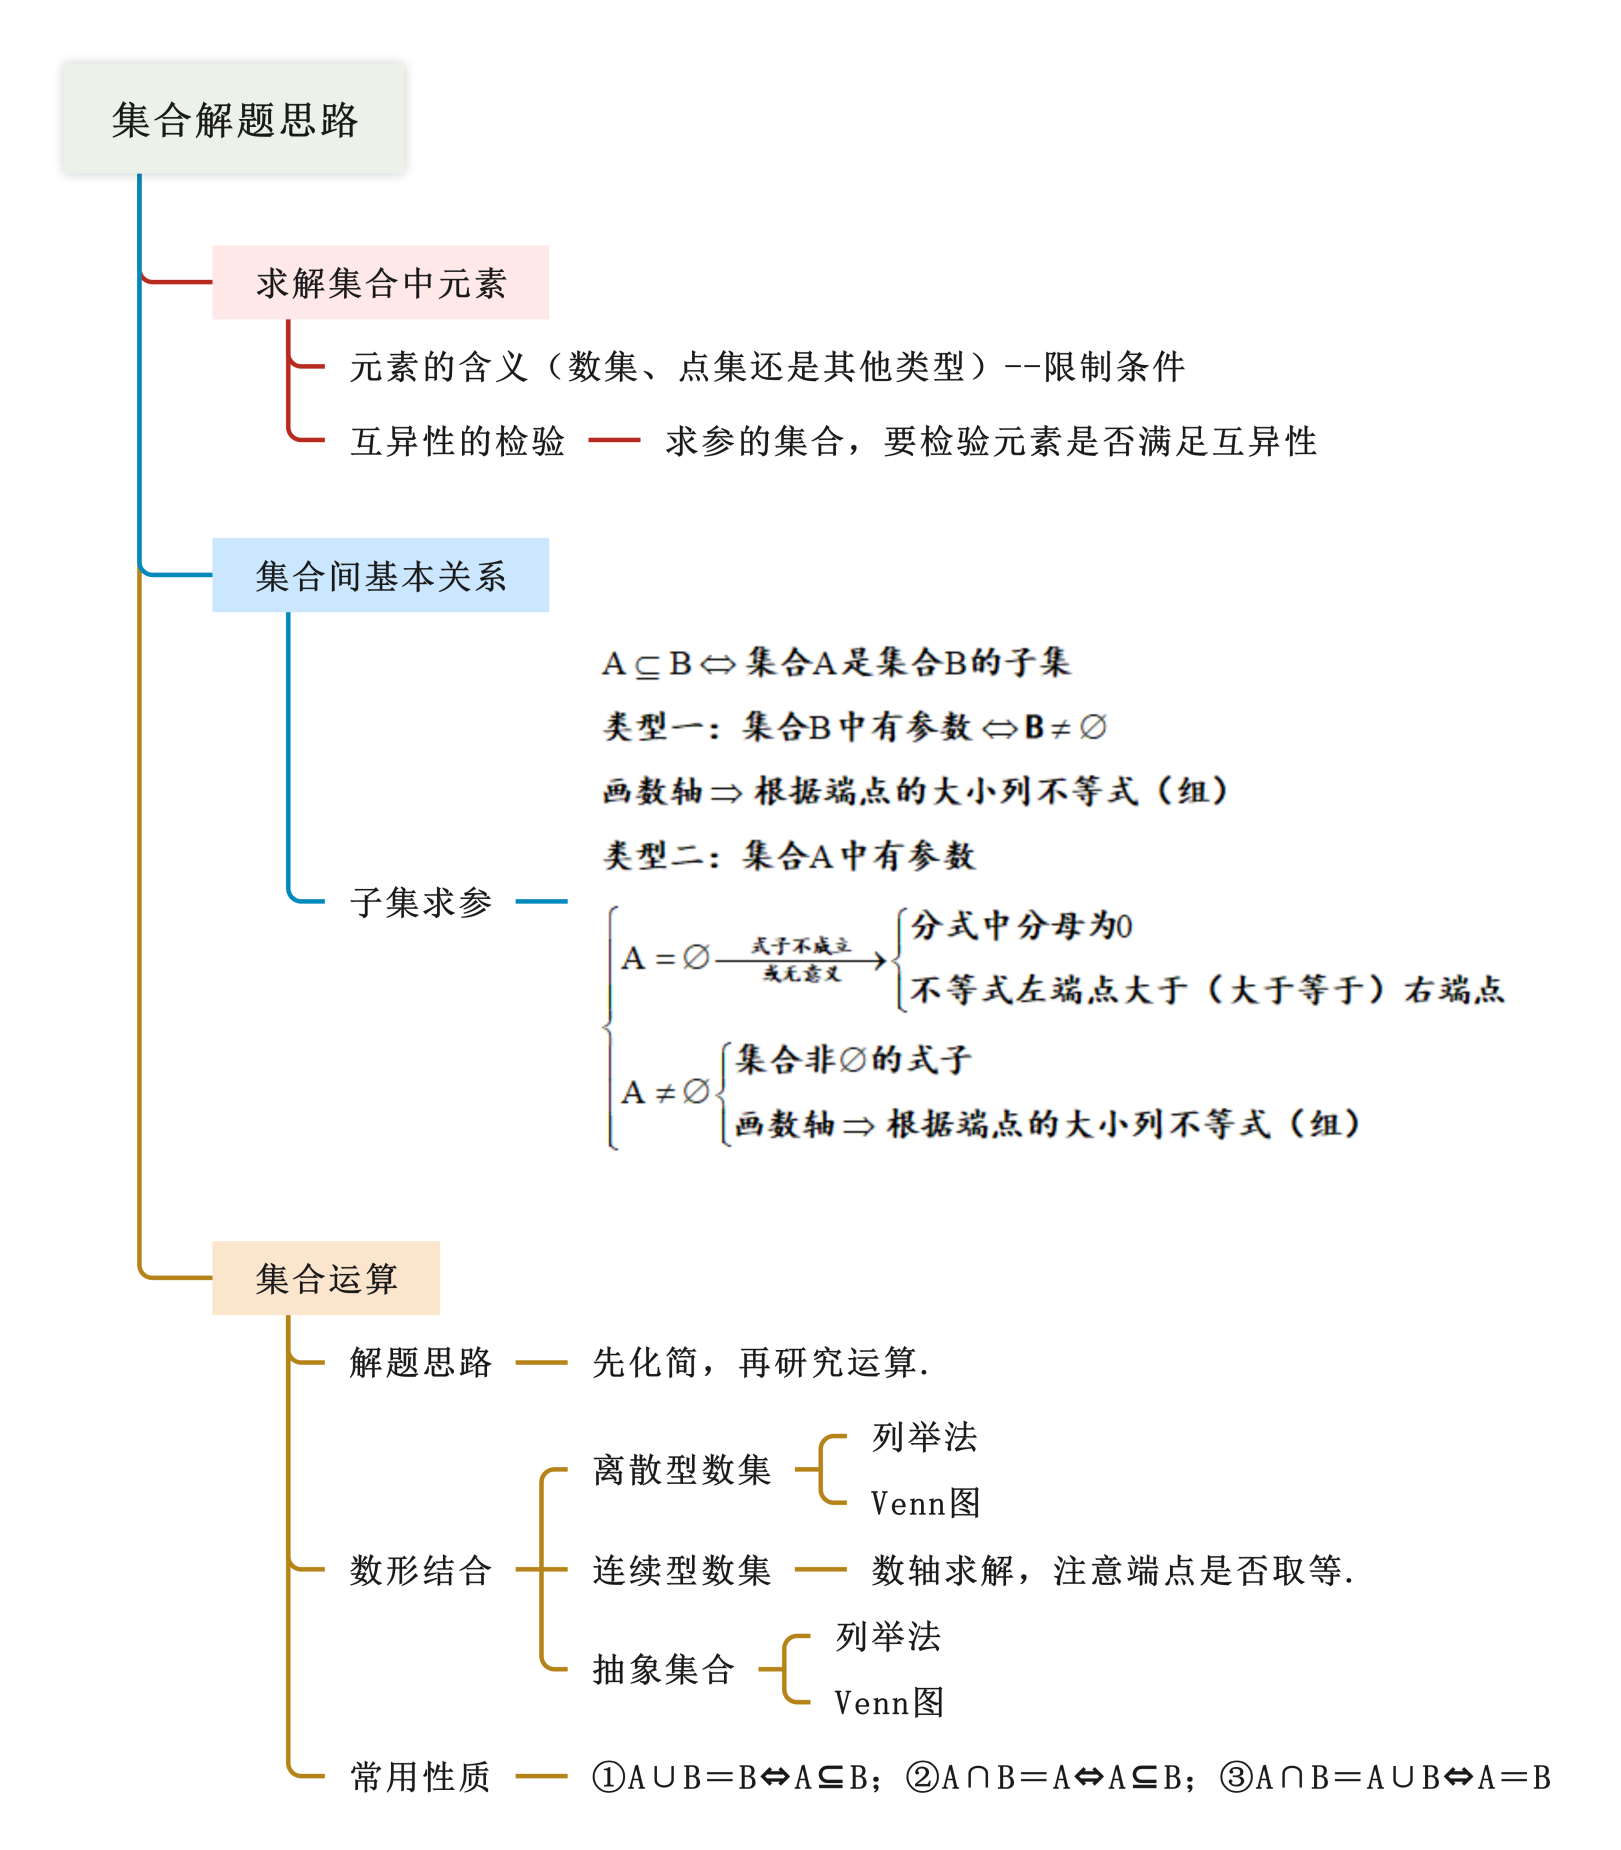 集合解题思路
求解集合中元素
元素的含义（数集、点集还是其他类型）--限制条件
互异性的检验
求参的集合，要检验元素是否满足互异性
集合间基本关系
子集求参
A⊆B⇔集合A是集合B的子集
类型一：集合B中有参数⇔B≠∅
画数轴⇒根据端点的大小列不等式（组）
类型二：集合A中有参数
A=∅
式子不成立
或无意义
分式中分母为0
不等式左端点大于（大于等于）右端点
A≠∅
集合非∅的式子
画数轴⇒根据端点的大小列不等式（组）
集合运算
解题思路
先化简，再研究运算.
数形结合
离散型数集
列举法
Venn图
连续型数集
数轴求解，注意端点是否取等.
抽象集合
列举法
Venn图
常用性质
①A∪B＝B⇔A⊆B；②A∩B＝A⇔A⊆B；③A∩B＝A∪B⇔A＝B